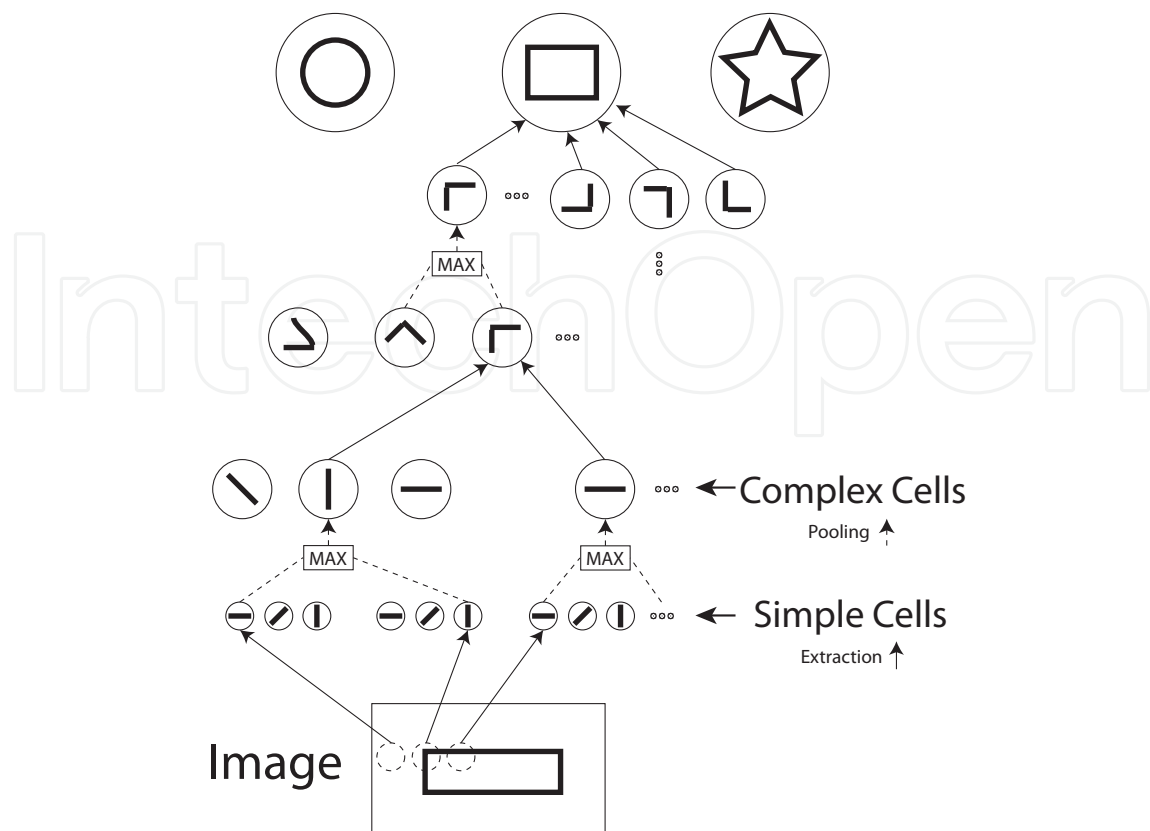 MAX
IntechOpen
Complex Cells
Pooling
MAX
MAX
Simple Cells
Extraction
Image